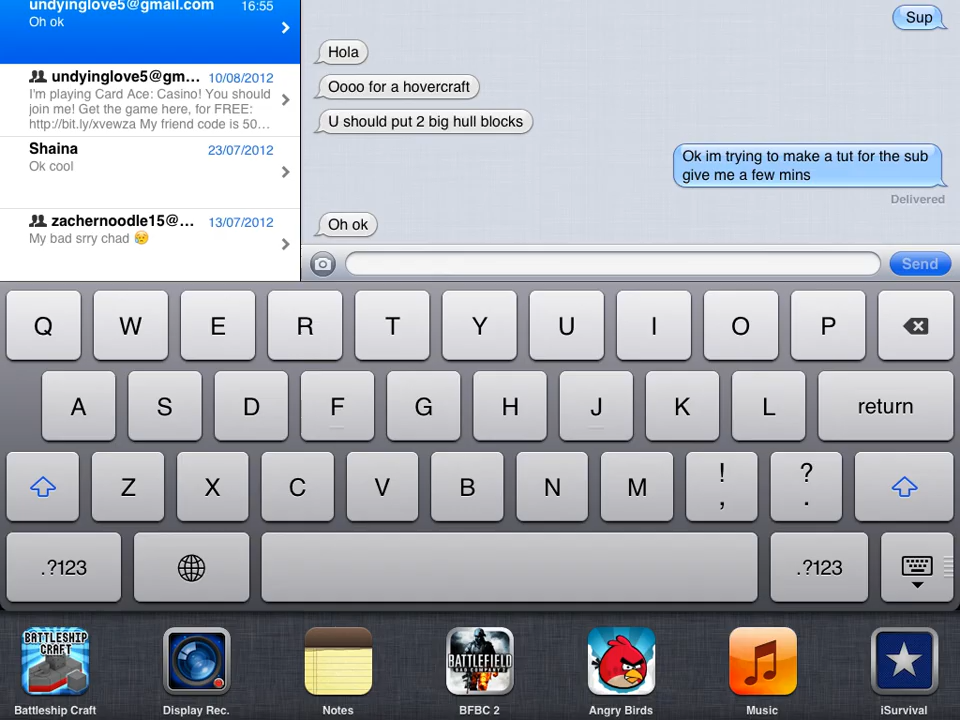 undyinglove5@gmail.com 16:55
Oh ok
undyinglove5@gm... 10/08/2012
I'm playing Card Ace: Casino! You should
join me! Get the game here, for FREE:
http://bit.ly/xvewza My friend code is 50...
Shaina 23/07/2012
Ok cool
zachernoodle15@... 13/07/2012
My bad srry chad 😥
Sup
Hola
Oooo for a hovercraft
U should put 2 big hull blocks
Ok im trying to make a tut for the sub
give me a few mins
Delivered
Oh ok
Send
Q W E R T Y U I O P
A S D F G H J K L return
Z X C V B N M ! , ? .
.?123 .?123
BATTLESHIP
CRAFT
BATTLEFIELD
BAD COMPANY 2
Battleship Craft Display Rec. Notes BFBC 2 Angry Birds Music iSurvival